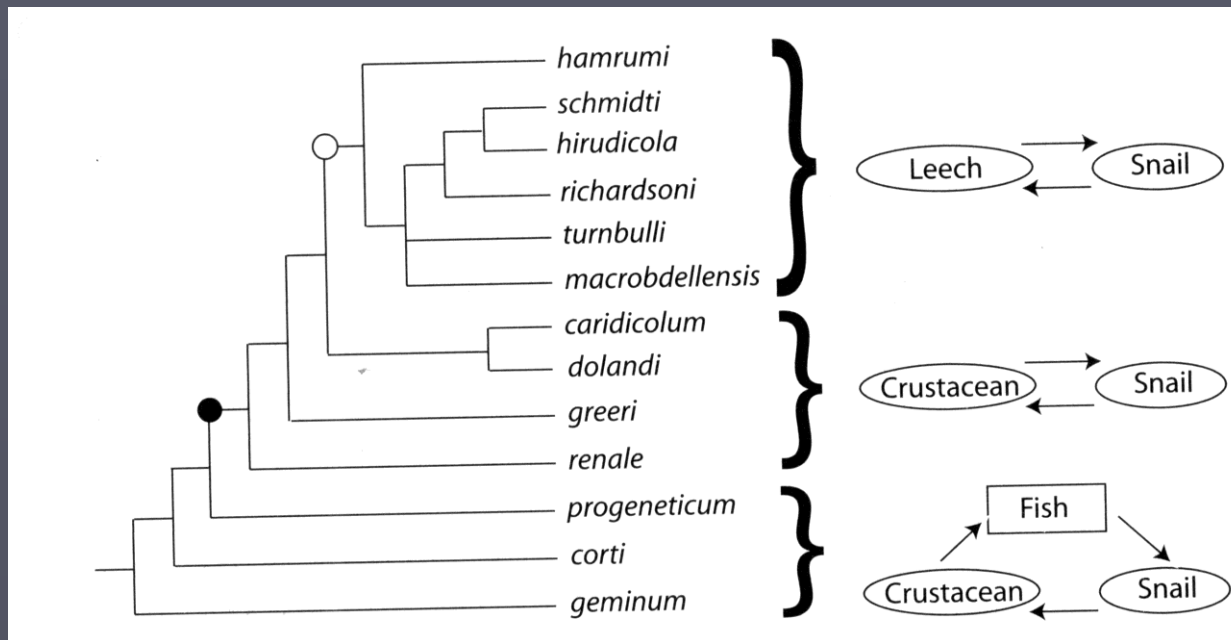 hamrumi
schmidti
hirudicola
richardsoni
turnbulli
macrobdellensis
caridicolum
dolandi
greeri
renale
progeneticum
corti
geminum
Leech
Snail
Crustacean
Snail
Fish
Crustacean
Snail